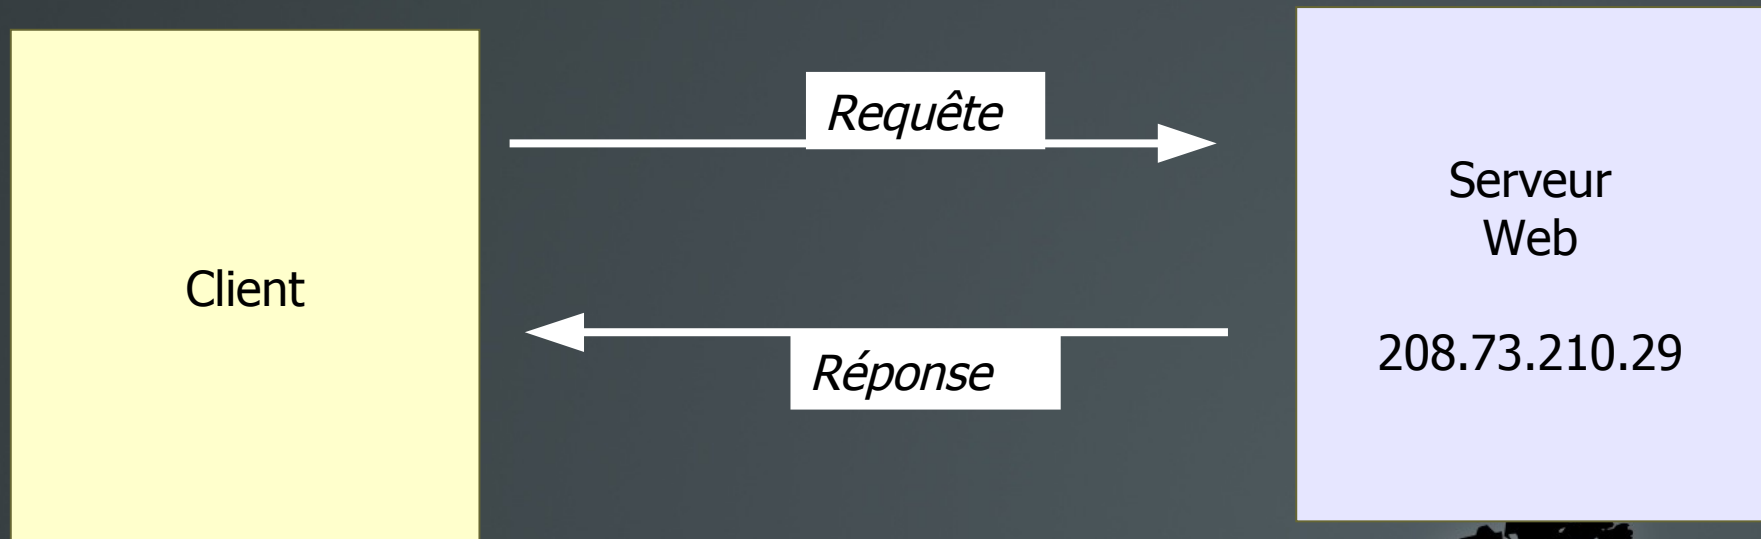 Client
Requête
Réponse
Serveur
Web
208.73.210.29